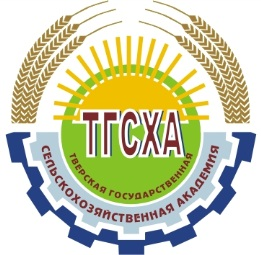 ТГСХА
ТВЕРСКАЯ ГОСУДАРСТВЕННАЯ
СЕЛЬСКОХОЗЯЙСТВЕННАЯ АКАДЕМИЯ